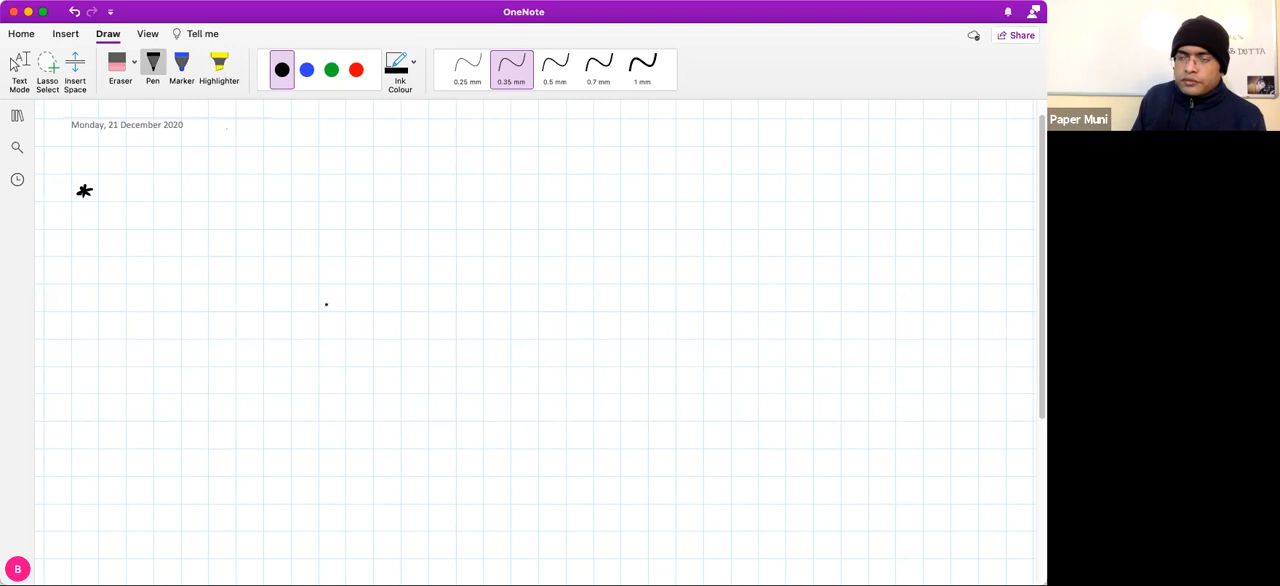 OneNote
Home Insert Draw View Tell me
Share
Text Mode
Lasso Select
Insert Space
Eraser
Pen
Marker
Highlighter
Ink Colour
0.25 mm
0.35 mm
0.5 mm
0.7 mm
1 mm
DUTTA
Paper Muni
Monday, 21 December 2020
*
B